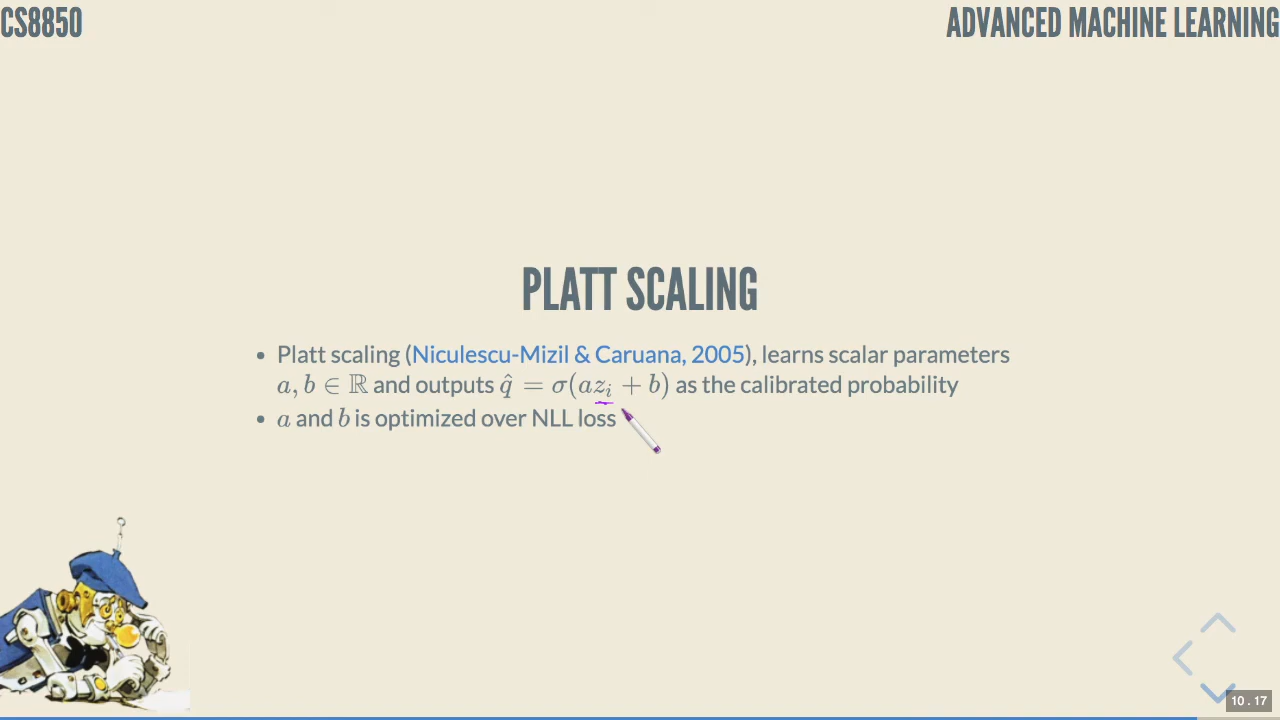 CS8850
ADVANCED MACHINE LEARNING
PLATT SCALING
• Platt scaling (Niculescu-Mizil & Caruana, 2005), learns scalar parameters
a, b ∈ ℝ and outputs q̂ = σ(azᵢ + b) as the calibrated probability
• a and b is optimized over NLL loss
10 . 17